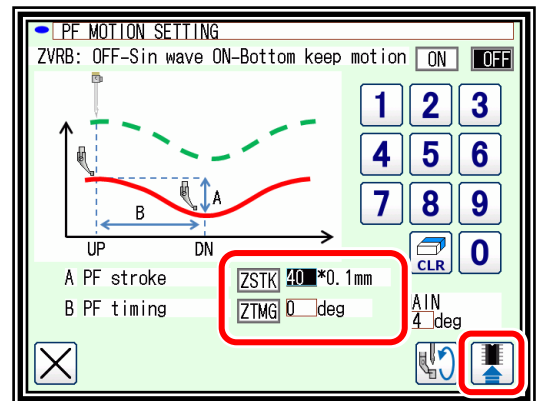 PF MOTION SETTING
ZVRB: OFF-Sin wave ON-Bottom keep motion ON OFF
1 2 3
4 5 6
7 8 9
CLR 0
A
B
UP DN
A PF stroke ZSTK 40 *0.1mm
B PF timing ZTMG 0 deg
AIN
4 deg